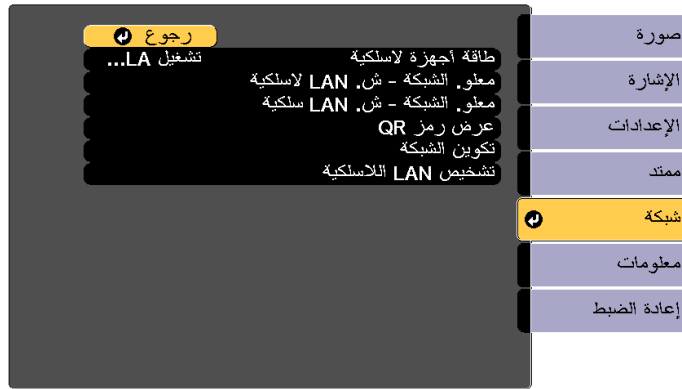 صورة
الإشارة
الإعدادات
ممتد
شبكة
معلومات
إعادة الضبط
رجوع
طاقة أجهزة لاسلكية تشغيل LA...
معلو. الشبكة - ش. LAN لاسلكية
معلو. الشبكة - ش. LAN سلكية
عرض رمز QR
تكوين الشبكة
تشخيص LAN اللاسلكية